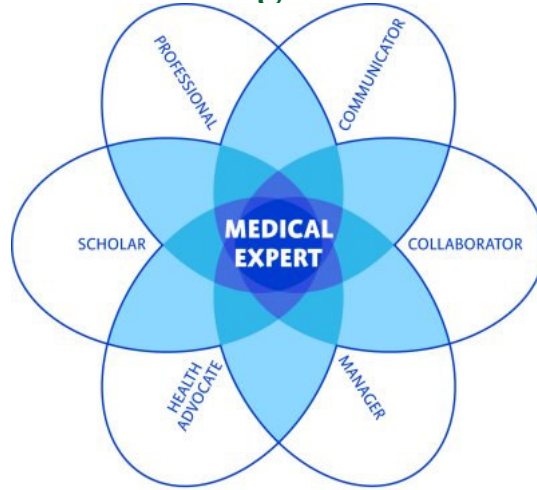 PROFESSIONAL
COMMUNICATOR
SCHOLAR
MEDICAL
EXPERT
COLLABORATOR
HEALTH
ADVOCATE
MANAGER